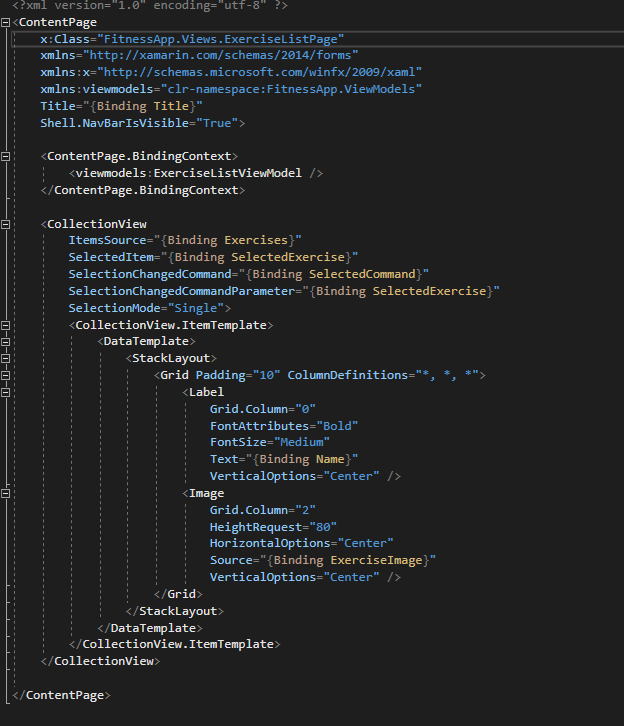 <?xml version="1.0" encoding="utf-8" ?>
<ContentPage
    x:Class="FitnessApp.Views.ExerciseListPage"
    xmlns="http://xamarin.com/schemas/2014/forms"
    xmlns:x="http://schemas.microsoft.com/winfx/2009/xaml"
    xmlns:viewmodels="clr-namespace:FitnessApp.ViewModels"
    Title="{Binding Title}"
    Shell.NavBarIsVisible="True">

    <ContentPage.BindingContext>
        <viewmodels:ExerciseListViewModel />
    </ContentPage.BindingContext>

    <CollectionView
        ItemsSource="{Binding Exercises}"
        SelectedItem="{Binding SelectedExercise}"
        SelectionChangedCommand="{Binding SelectedCommand}"
        SelectionChangedCommandParameter="{Binding SelectedExercise}"
        SelectionMode="Single">
        <CollectionView.ItemTemplate>
            <DataTemplate>
                <StackLayout>
                    <Grid Padding="10" ColumnDefinitions="*, *, *">
                        <Label
                            Grid.Column="0"
                            FontAttributes="Bold"
                            FontSize="Medium"
                            Text="{Binding Name}"
                            VerticalOptions="Center" />
                        <Image
                            Grid.Column="2"
                            HeightRequest="80"
                            HorizontalOptions="Center"
                            Source="{Binding ExerciseImage}"
                            VerticalOptions="Center" />
                    </Grid>
                </StackLayout>
            </DataTemplate>
        </CollectionView.ItemTemplate>
    </CollectionView>

</ContentPage>